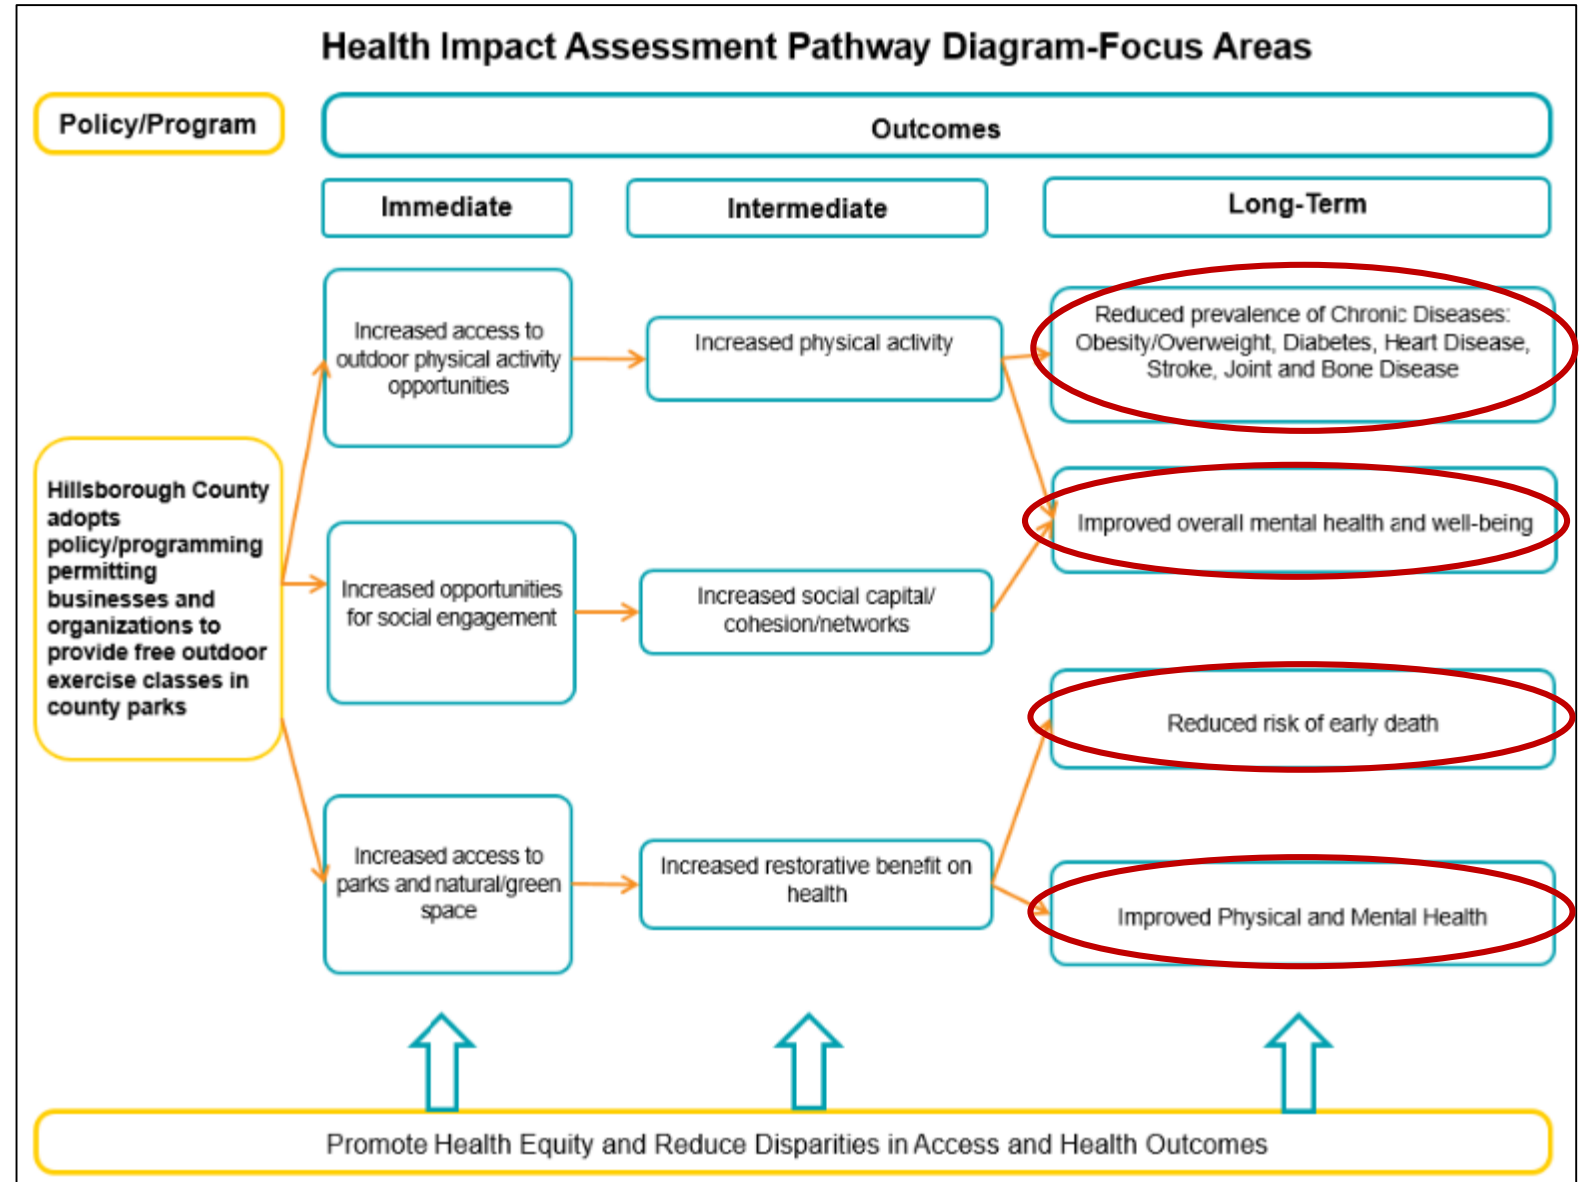 Health Impact Assessment Pathway Diagram-Focus Areas
Policy/Program
Outcomes
Immediate
Intermediate
Long-Term
Hillsborough County
adopts
policy/programming
permitting
businesses and
organizations to
provide free outdoor
exercise classes in
county parks
Increased access to
outdoor physical activity
opportunities
Increased physical activity
Reduced prevalence of Chronic Diseases:
Obesity/Overweight, Diabetes, Heart Disease,
Stroke, Joint and Bone Disease
Increased opportunities
for social engagement
Increased social capital/
cohesion/networks
Improved overall mental health and well-being
Reduced risk of early death
Increased access to
parks and natural/green
space
Increased restorative benefit on
health
Improved Physical and Mental Health
Promote Health Equity and Reduce Disparities in Access and Health Outcomes